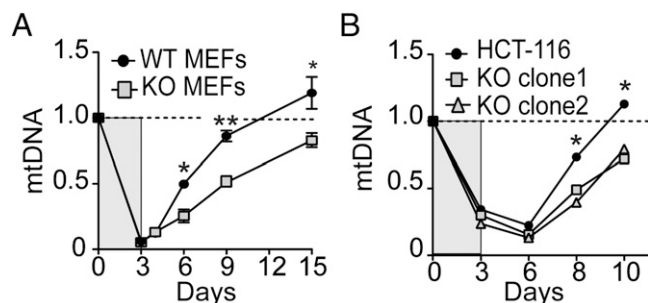 A
mtDNA
1.5
1.0
0.5
0
WT MEFs
KO MEFs
*
**
*
0 3 6 9 12 15
Days
B
mtDNA
1.5
1.0
0.5
0
HCT-116
KO clone1
KO clone2
*
*
0 3 6 8 10
Days